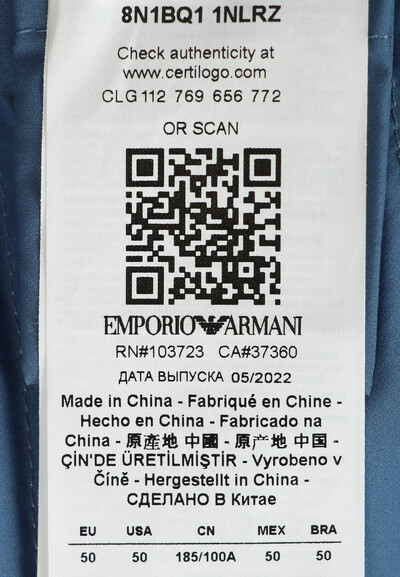 8N1BQ1 1NLRZ
Check authenticity at
www.certilogo.com
CLG 112 769 656 772
OR SCAN
EMPORIO ARMANI
RN#103723 CA#37360
ДАТА ВЫПУСКА 05/2022
Made in China - Fabriqué en Chine -
Hecho en China - Fabricado na
China - 原產地 中國 - 原产地 中国 -
ÇİN'DE ÜRETİLMİŞTİR - Vyrobeno v
Číně - Hergestellt in China -
СДЕЛАНО В Китае
EU USA CN MEX BRA
50 50 185/100A 50 50